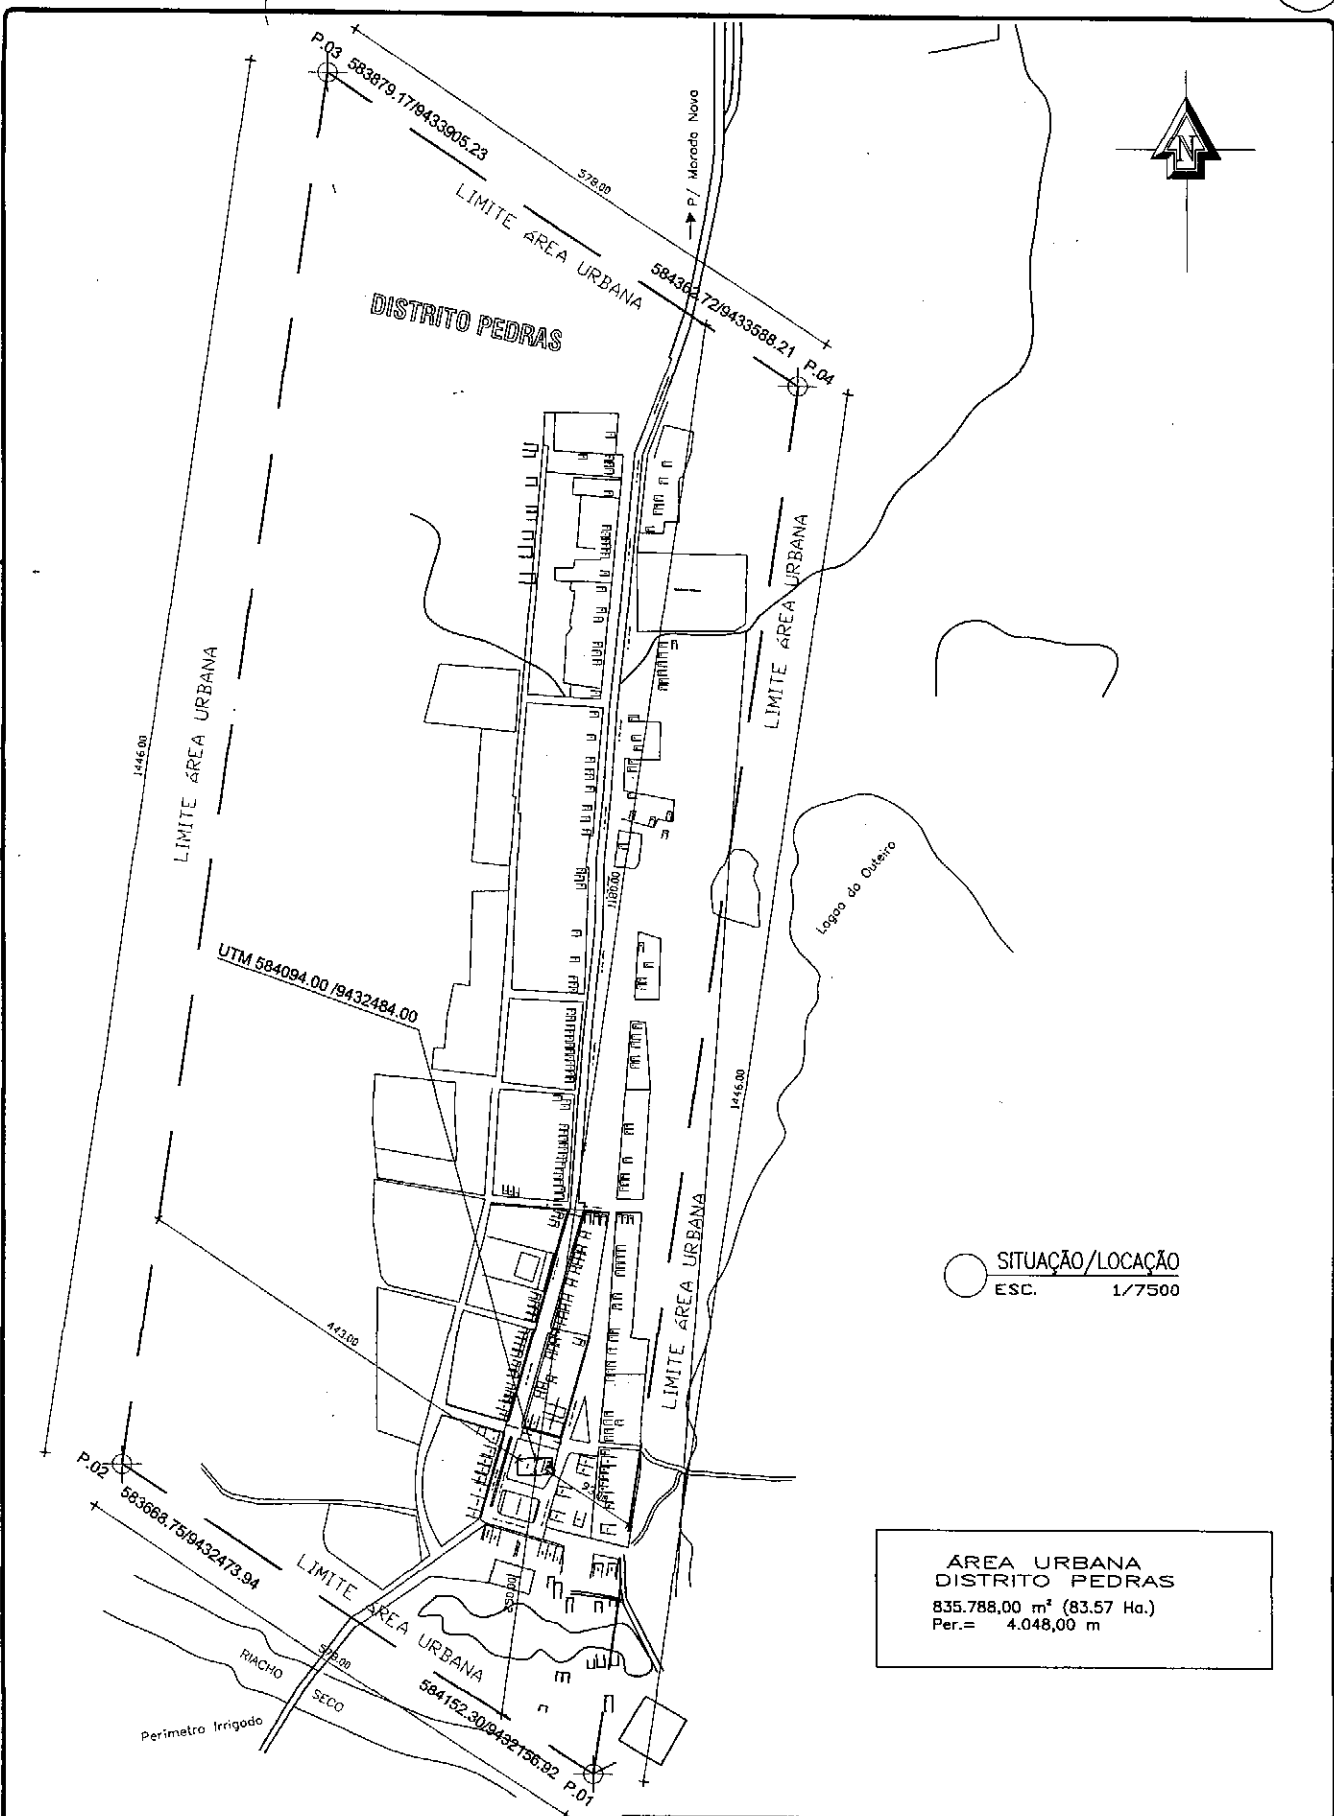 P.03 583879.17/9433905.23
578.00
P/ Morada Nova
N
LIMITE ÁREA URBANA
584362.72/9433588.21 P.04
DISTRITO PEDRAS
LIMITE ÁREA URBANA
LIMITE ÁREA URBANA
1446.00
Lagoa do Outeiro
1180.00
UTM 584094.00 /9432484.00
1446.00
LIMITE ÁREA URBANA
SITUAÇÃO/LOCAÇÃO
ESC. 1/7500
443.00
P.02 583668.75/9432473.94
LIMITE ÁREA URBANA
250.00
578.00
RIACHO
SECO
Perimetro Irrigado
584152.30/9432156.92 P.01
ÁREA URBANA
DISTRITO PEDRAS
835.788,00 m² (83.57 Ha.)
Per.= 4.048,00 m